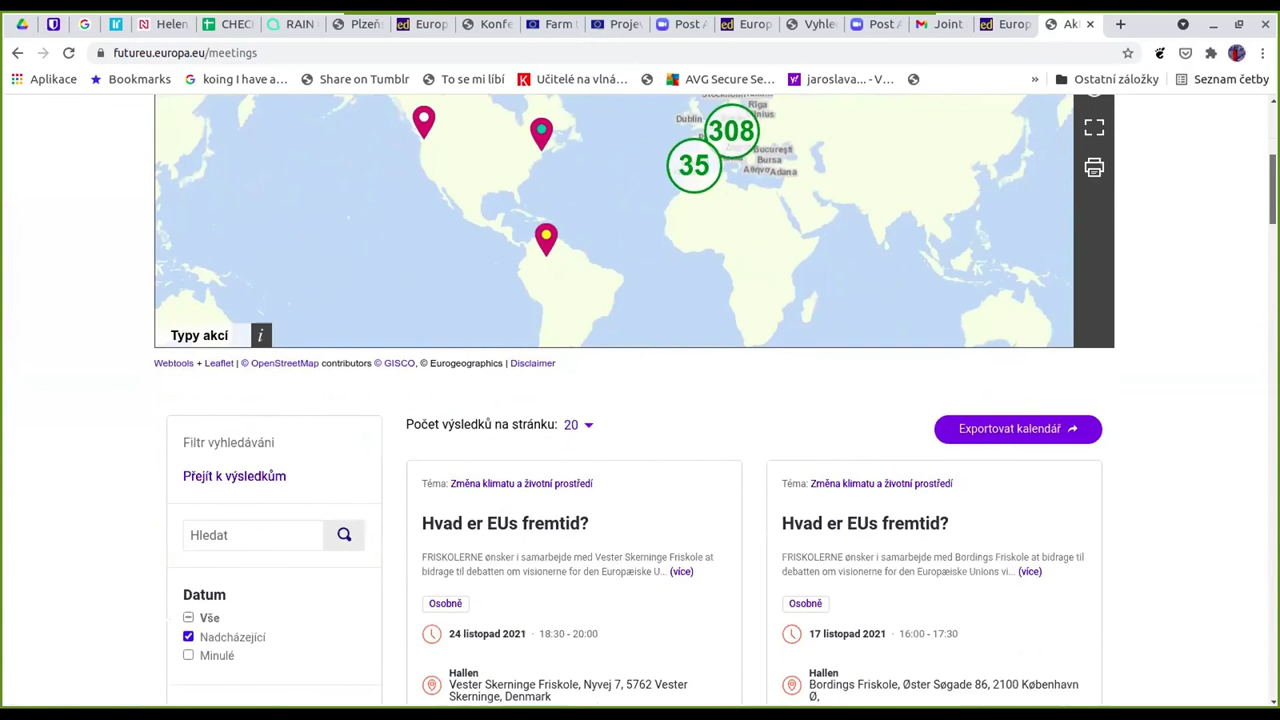 Helen
CHEC
RAIN
Plzeň
Europ
Konfe
Farm
Projev
Post A
Europ
Vyhle
Post A
Joint
Europ
Ak
futureu.europa.eu/meetings
Aplikace
Bookmarks
koing I have a...
Share on Tumblr
To se mi líbí
Učitelé na vlná...
AVG Secure Se...
jaroslava... - V...
»
Ostatní záložky
Seznam četby
Rīga
Dublin
308
35
București
Bursa
Αθήνα
Adana
Typy akcí
i
Webtools + Leaflet | © OpenStreetMap contributors © GISCO, © Eurogeographics | Disclaimer
Filtr vyhledávání
Přejít k výsledkům
Hledat
Datum
Vše
Nadcházející
Minulé
Počet výsledků na stránku: 20
Exportovat kalendář
Téma: Změna klimatu a životní prostředí
Hvad er EUs fremtid?
FRISKOLERNE ønsker i samarbejde med Vester Skerninge Friskole at
bidrage til debatten om visionerne for den Europæiske U... (více)
Osobně
24 listopad 2021 · 18:30 - 20:00
Hallen
Vester Skerninge Friskole, Nyvej 7, 5762 Vester
Skerninge, Denmark
Téma: Změna klimatu a životní prostředí
Hvad er EUs fremtid?
FRISKOLERNE ønsker i samarbejde med Bordings Friskole at bidrage til
debatten om visionerne for den Europæiske Unions vi... (více)
Osobně
17 listopad 2021 · 16:00 - 17:30
Hallen
Bordings Friskole, Øster Søgade 86, 2100 København
Ø,